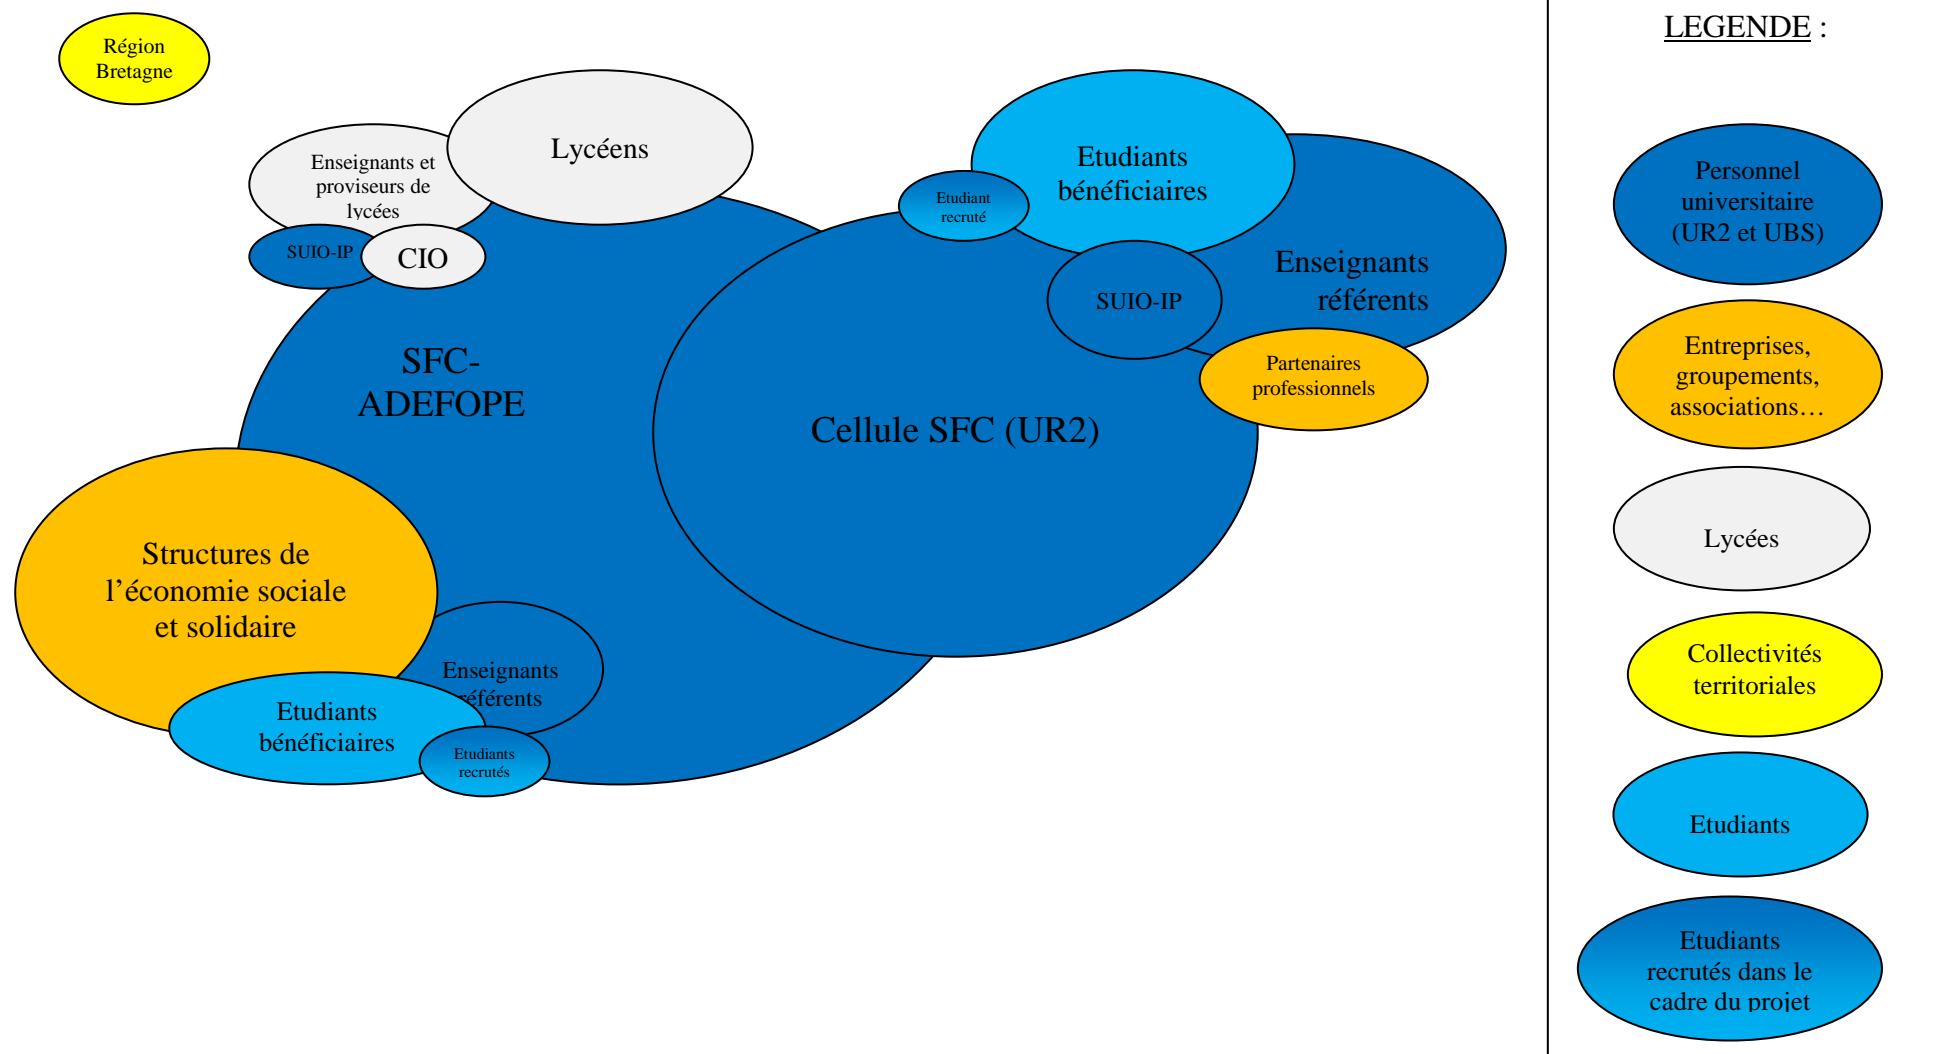 Région
Bretagne
Enseignants et
proviseurs de
lycées
Lycéens
SUIO-IP
CIO
Etudiant
recruté
Etudiants
bénéficiaires
Enseignants
référents
SUIO-IP
Partenaires
professionnels
SFC-
ADEFOPE
Cellule SFC (UR2)
Structures de
l’économie sociale
et solidaire
Enseignants
référents
Etudiants
bénéficiaires
Etudiants
recrutés
LEGENDE :
Personnel
universitaire
(UR2 et UBS)
Entreprises,
groupements,
associations…
Lycées
Collectivités
territoriales
Etudiants
Etudiants
recrutés dans le
cadre du projet